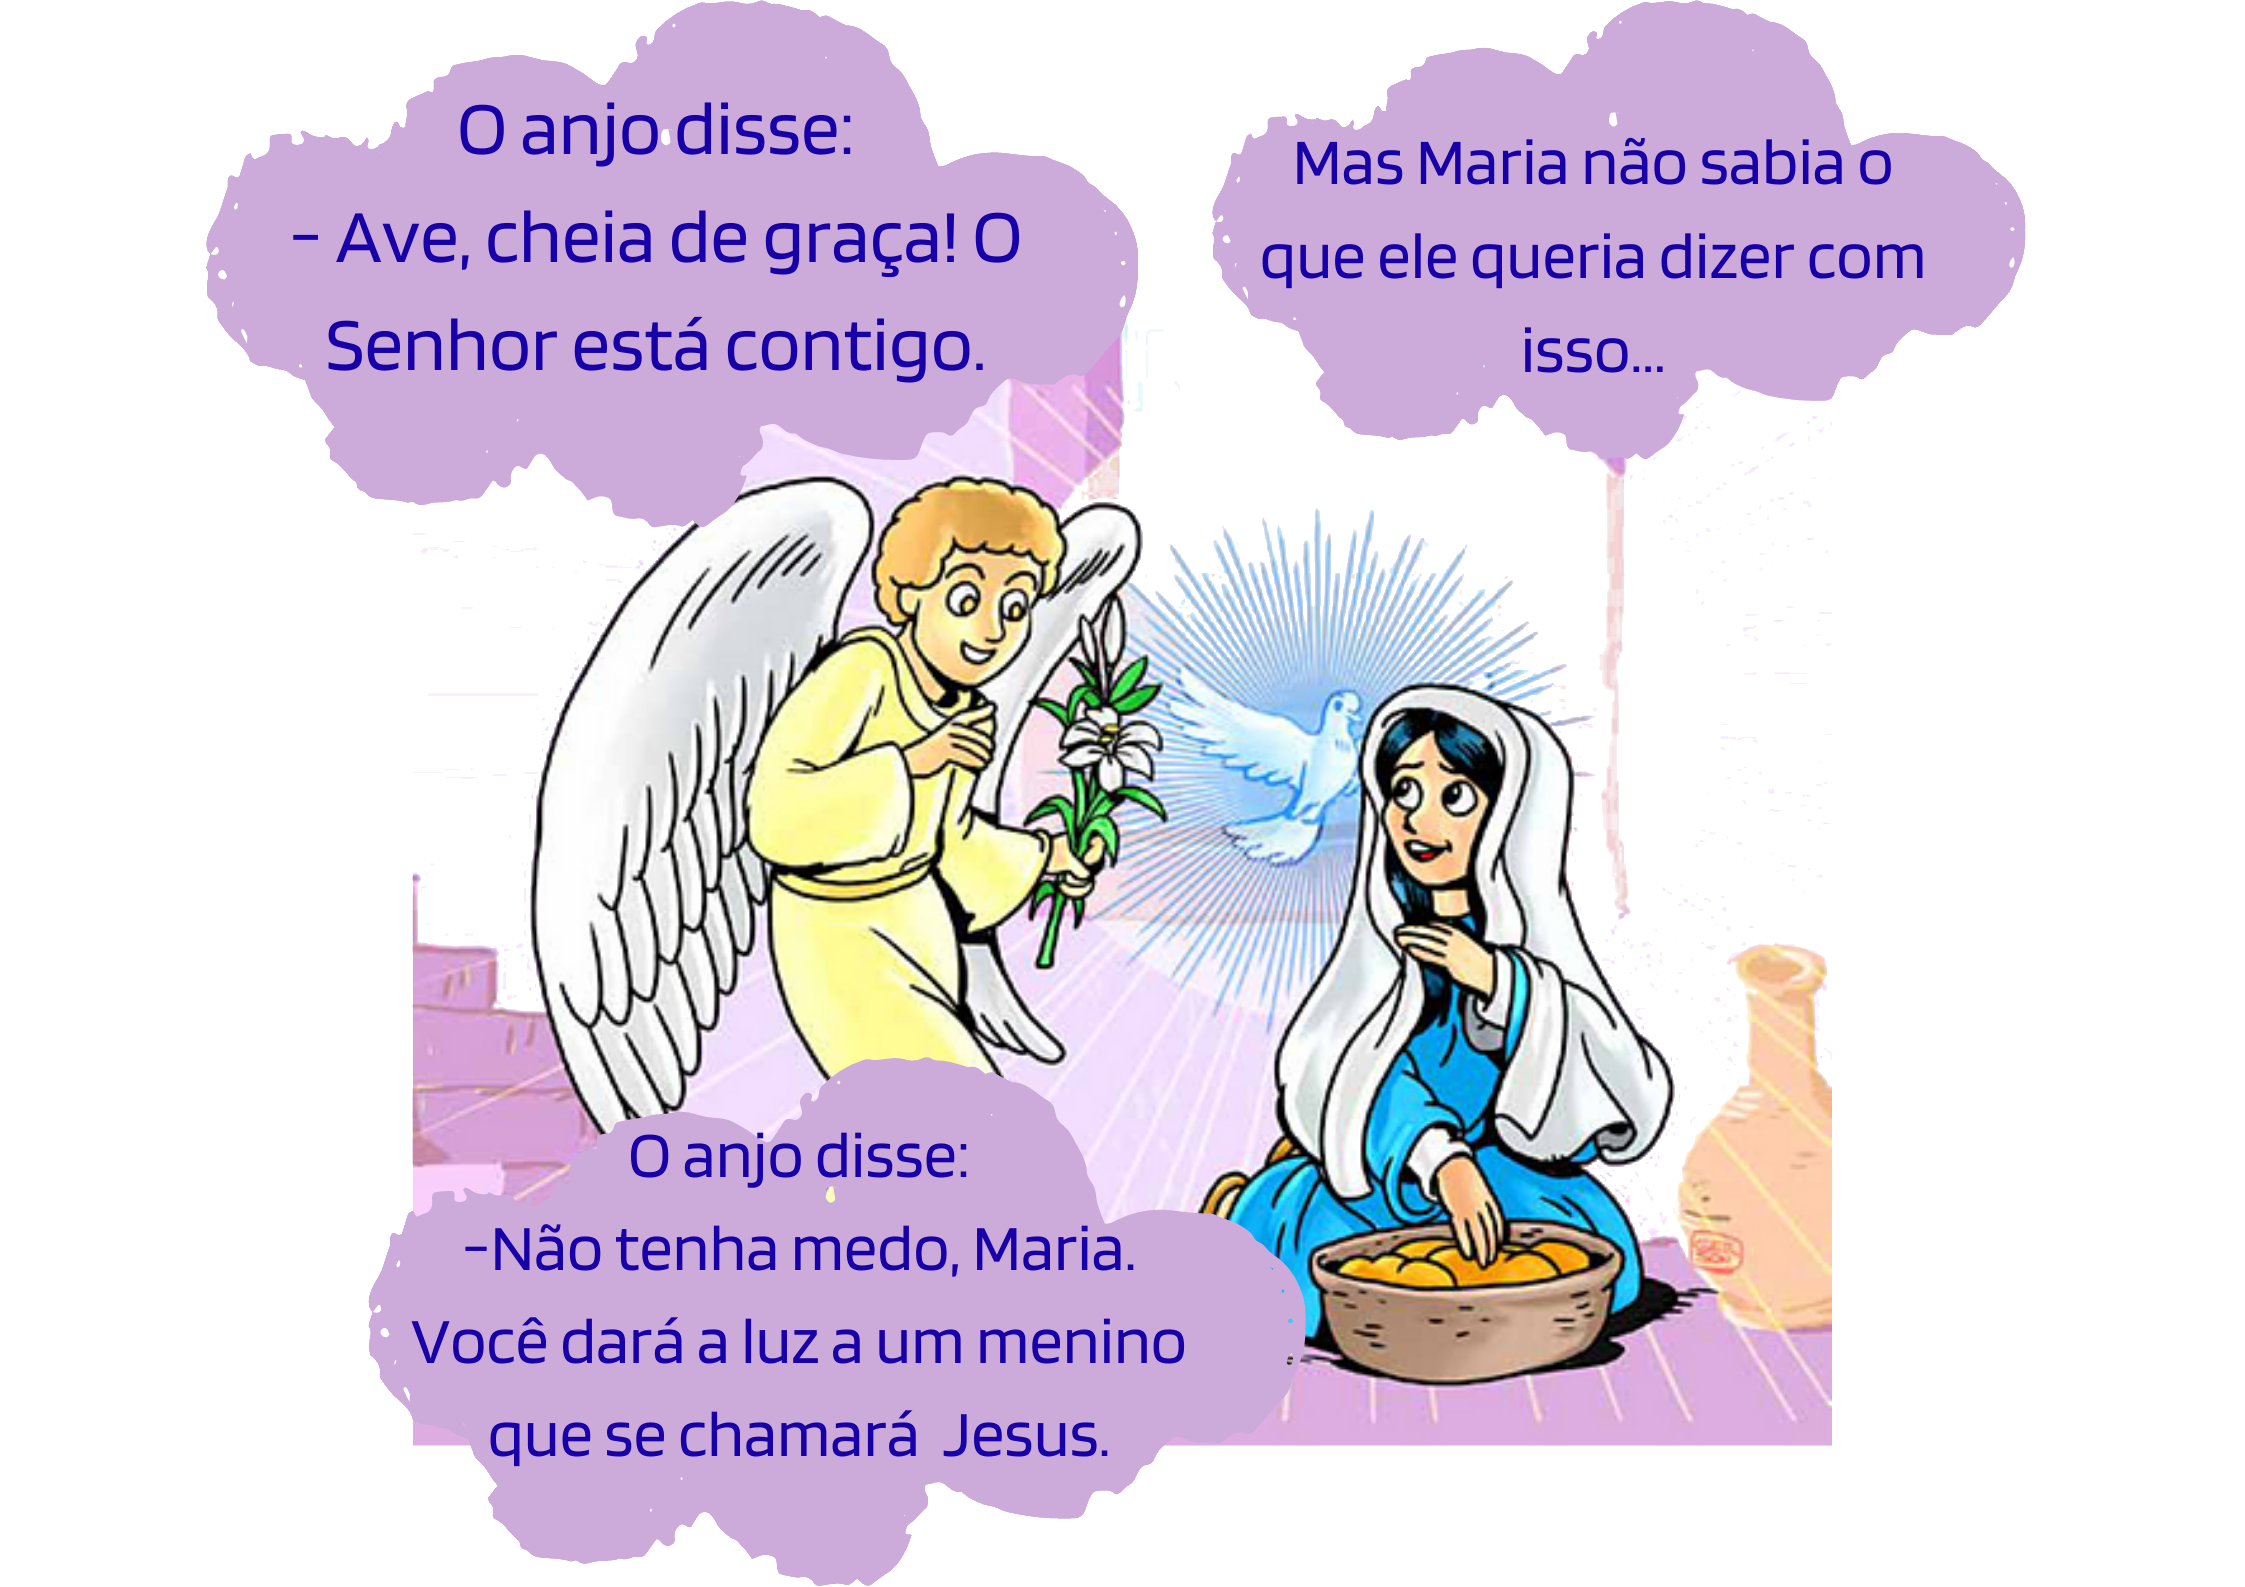 O anjo disse:
- Ave, cheia de graça! O
Senhor está contigo.
Mas Maria não sabia o
que ele queria dizer com
isso...
O anjo disse:
-Não tenha medo, Maria.
Você dará a luz a um menino
que se chamará  Jesus.